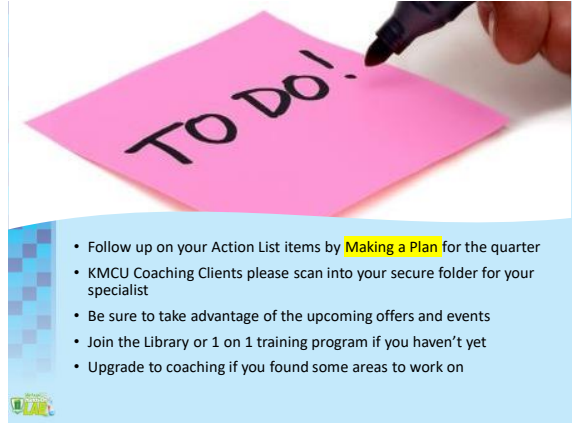 TO DO!
• Follow up on your Action List items by Making a Plan for the quarter
• KMCU Coaching Clients please scan into your secure folder for your
specialist
• Be sure to take advantage of the upcoming offers and events
• Join the Library or 1 on 1 training program if you haven’t yet
• Upgrade to coaching if you found some areas to work on
LAB